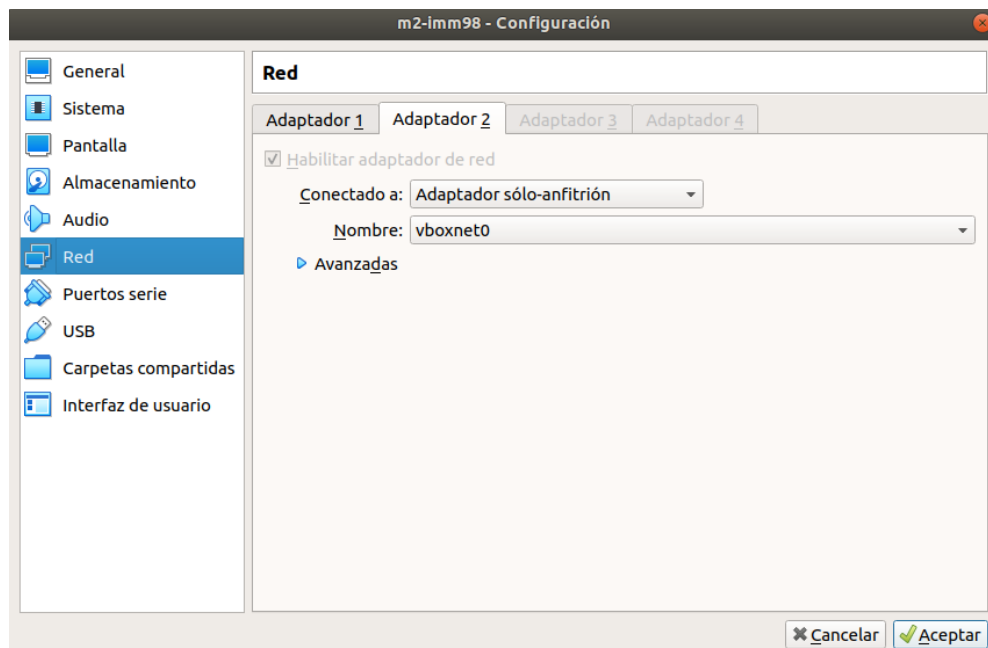 m2-imm98 - Configuración
General
Sistema
Pantalla
Almacenamiento
Audio
Red
Puertos serie
USB
Carpetas compartidas
Interfaz de usuario
Red
Adaptador 1 Adaptador 2 Adaptador 3 Adaptador 4
Habilitar adaptador de red
Conectado a: Adaptador sólo-anfitrión
Nombre: vboxnet0
Avanzadas
Cancelar Aceptar